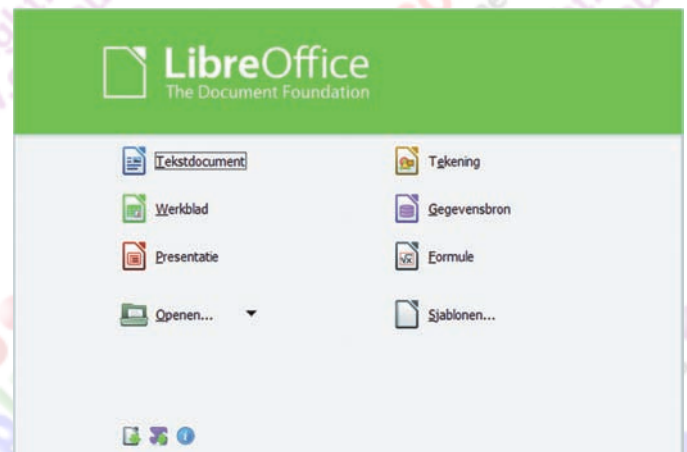 LibreOffice
The Document Foundation
Tekstdocument
Tekening
Werkblad
Gegevensbron
Presentatie
Formule
Openen...
Sjablonen...